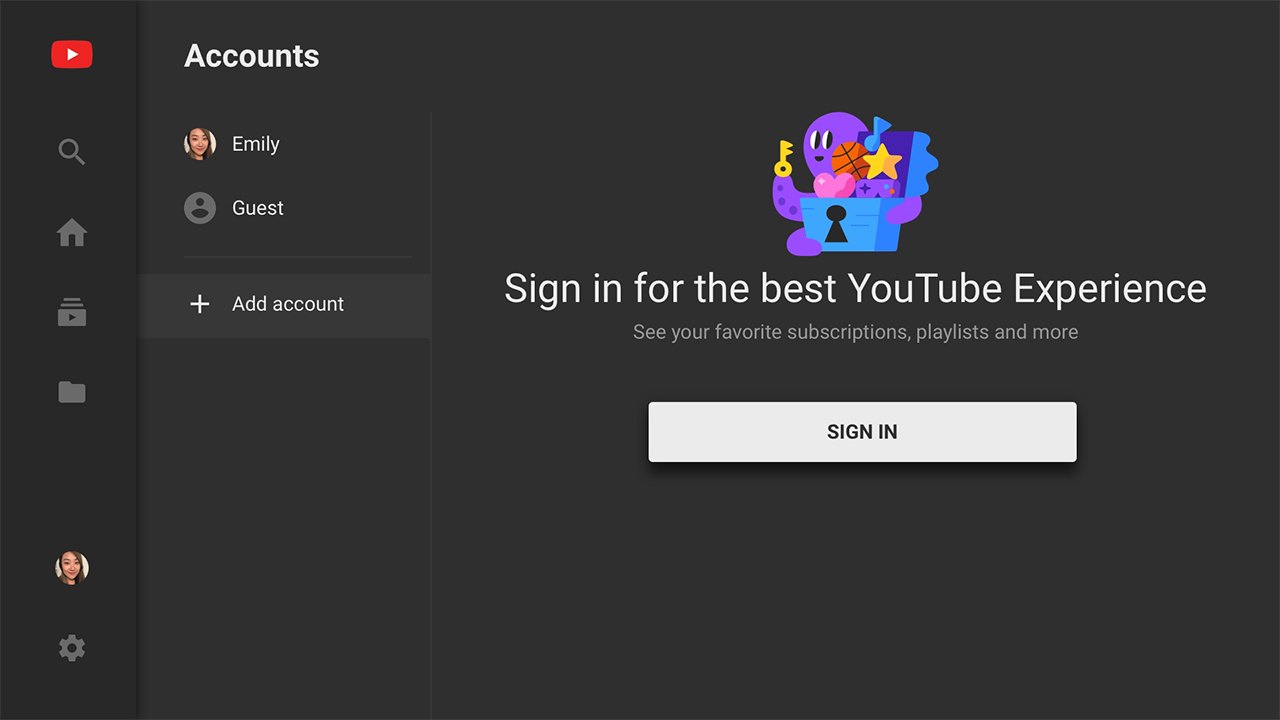 Accounts
Emily
Guest
Add account
Sign in for the best YouTube Experience
See your favorite subscriptions, playlists and more
SIGN IN